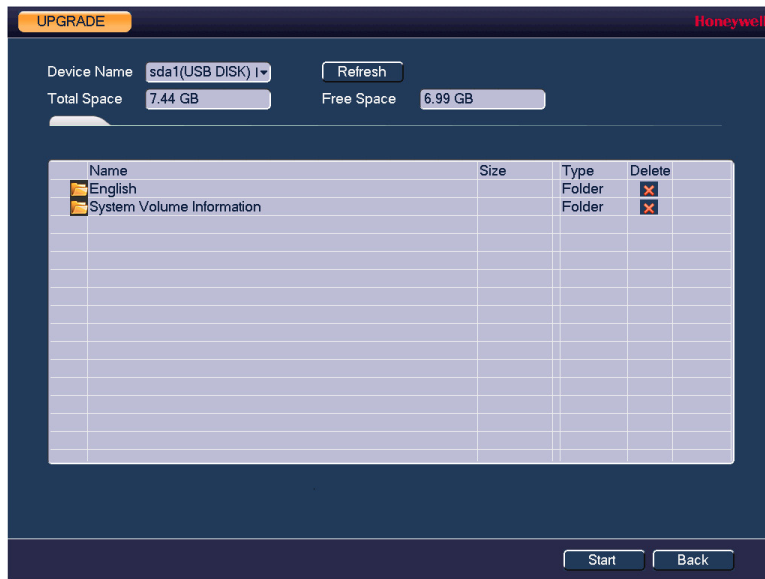 UPGRADE
Honeywell
Device Name sda1(USB DISK) Refresh
Total Space 7.44 GB Free Space 6.99 GB
Name Size Type Delete
English Folder
System Volume Information Folder
Start Back